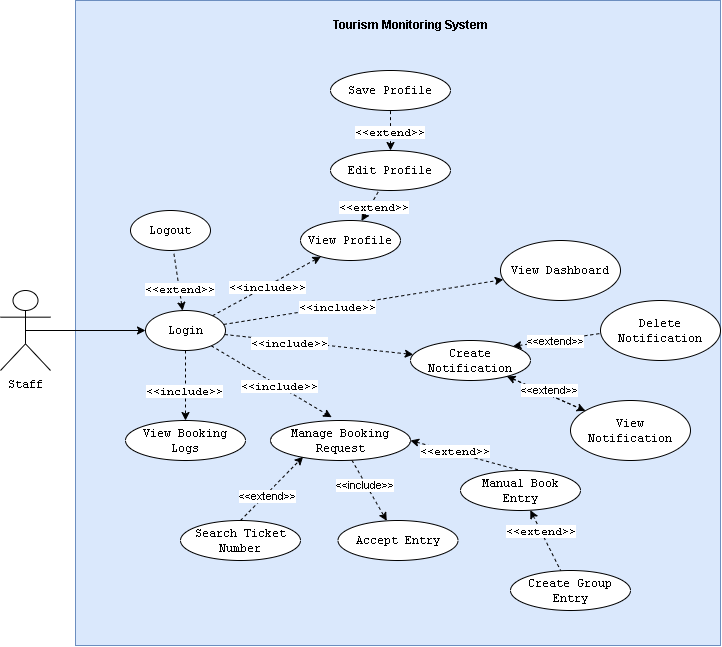 Tourism Monitoring System
Save Profile
<<extend>>
Edit Profile
<<extend>>
View Profile
Logout
<<extend>>
<<include>>
View Dashboard
<<include>>
Login
<<include>>
Create
Notification
<<extend>>
Delete
Notification
Staff
<<include>>
<<include>>
<<extend>>
View
Notification
View Booking
Logs
Manage Booking
Request
<<extend>>
<<extend>>
<<include>>
Manual Book
Entry
Search Ticket
Number
Accept Entry
<<extend>>
Create Group
Entry